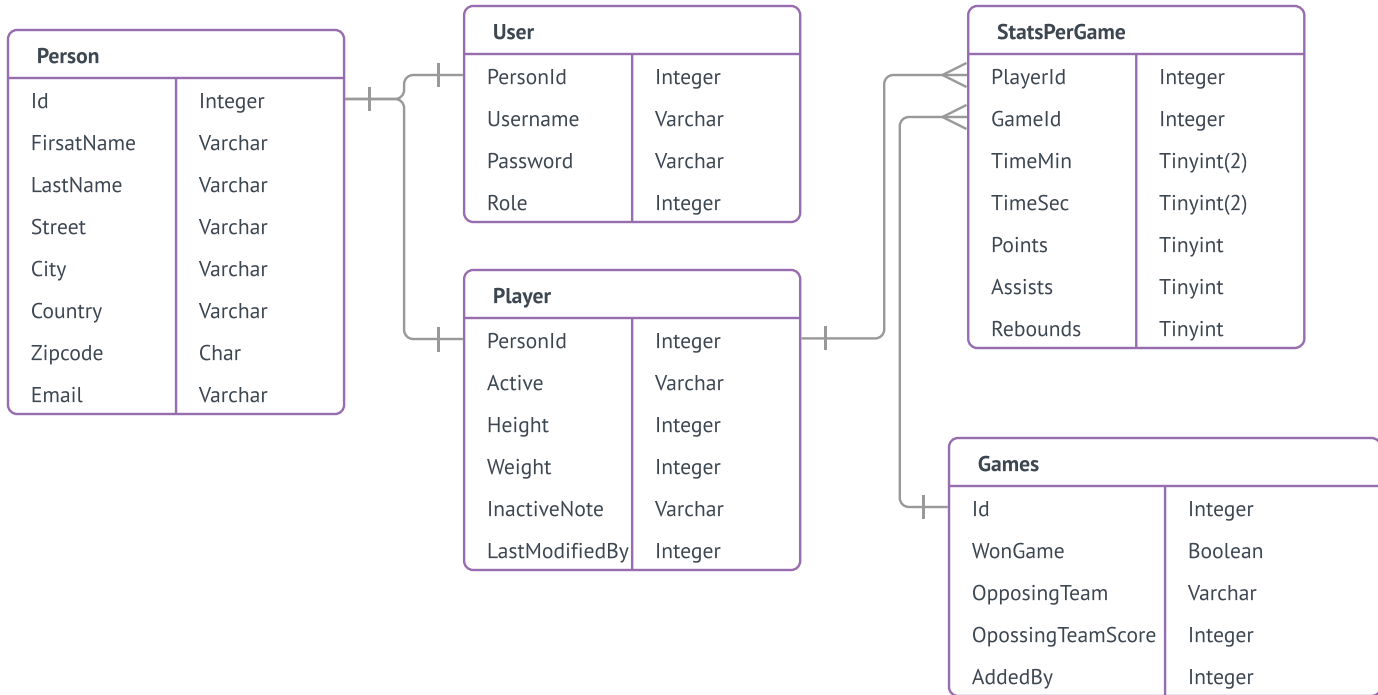 Person
Id Integer
FirsatName Varchar
LastName Varchar
Street Varchar
City Varchar
Country Varchar
Zipcode Char
Email Varchar
User
PersonId Integer
Username Varchar
Password Varchar
Role Integer
Player
PersonId Integer
Active Varchar
Height Integer
Weight Integer
InactiveNote Varchar
LastModifiedBy Integer
StatsPerGame
PlayerId Integer
GameId Integer
TimeMin Tinyint(2)
TimeSec Tinyint(2)
Points Tinyint
Assists Tinyint
Rebounds Tinyint
Games
Id Integer
WonGame Boolean
OpposingTeam Varchar
OpossingTeamScore Integer
AddedBy Integer